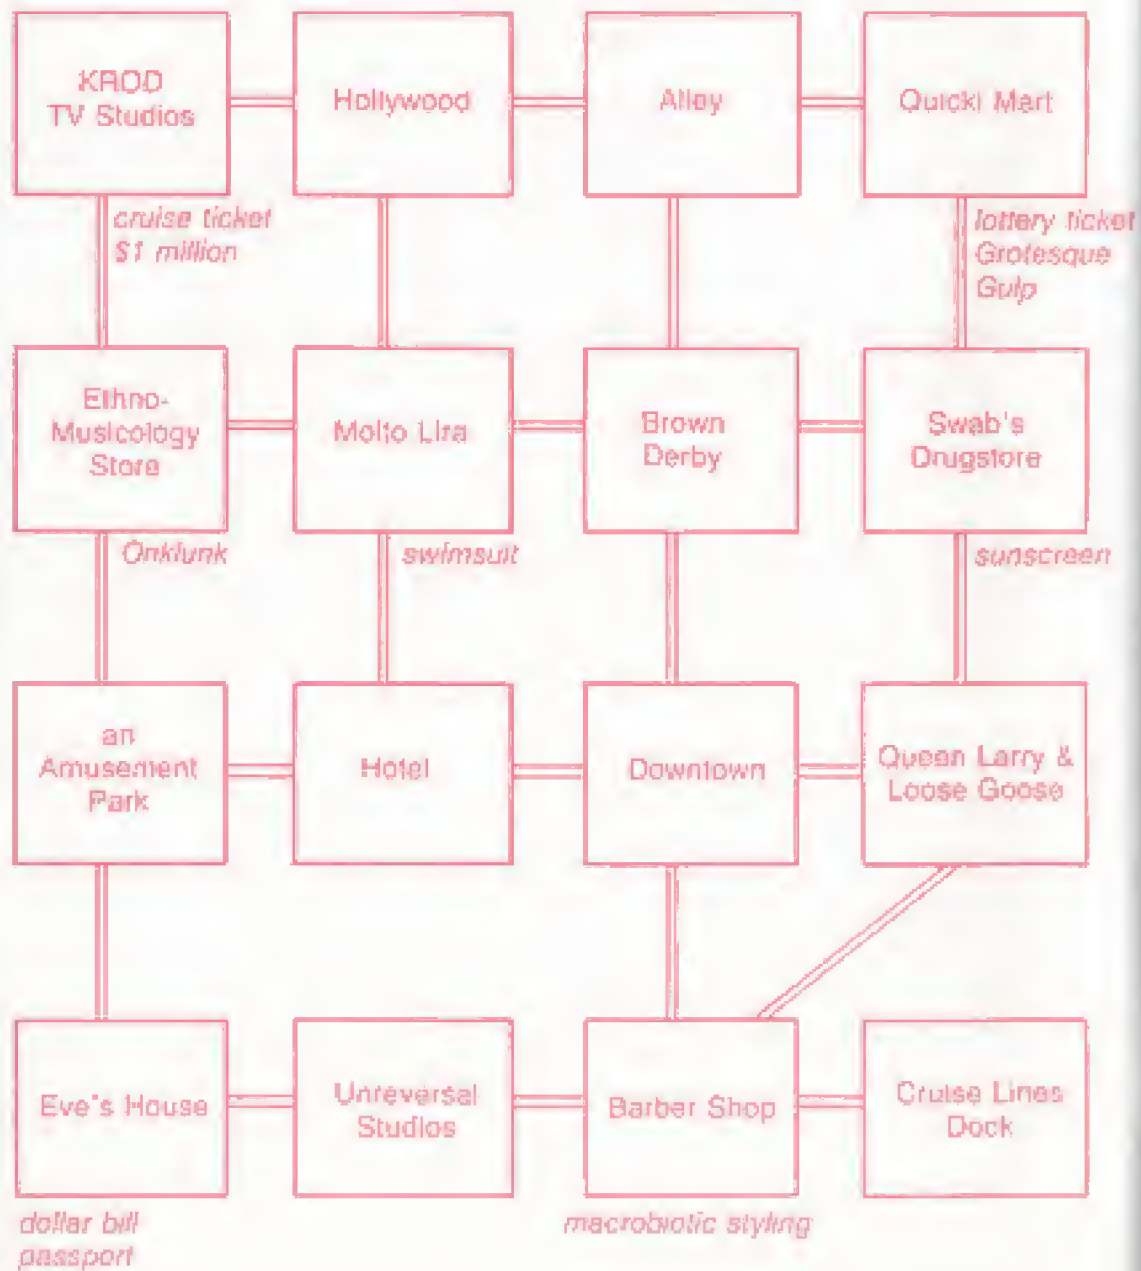 KROD
TV Studios
Hollywood
Alley
Quicki Mart
cruise ticket
$1 million
lottery ticket
Grotesque
Gulp
Ethno-
Musicology
Store
Molto Lira
Brown
Derby
Swab's
Drugstore
Onklunk
swimsuit
sunscreen
an
Amusement
Park
Hotel
Downtown
Queen Larry &
Loose Goose
Eve's House
Unreversal
Studios
Barber Shop
Cruise Lines
Dock
dollar bill
passport
macrobiotic styling